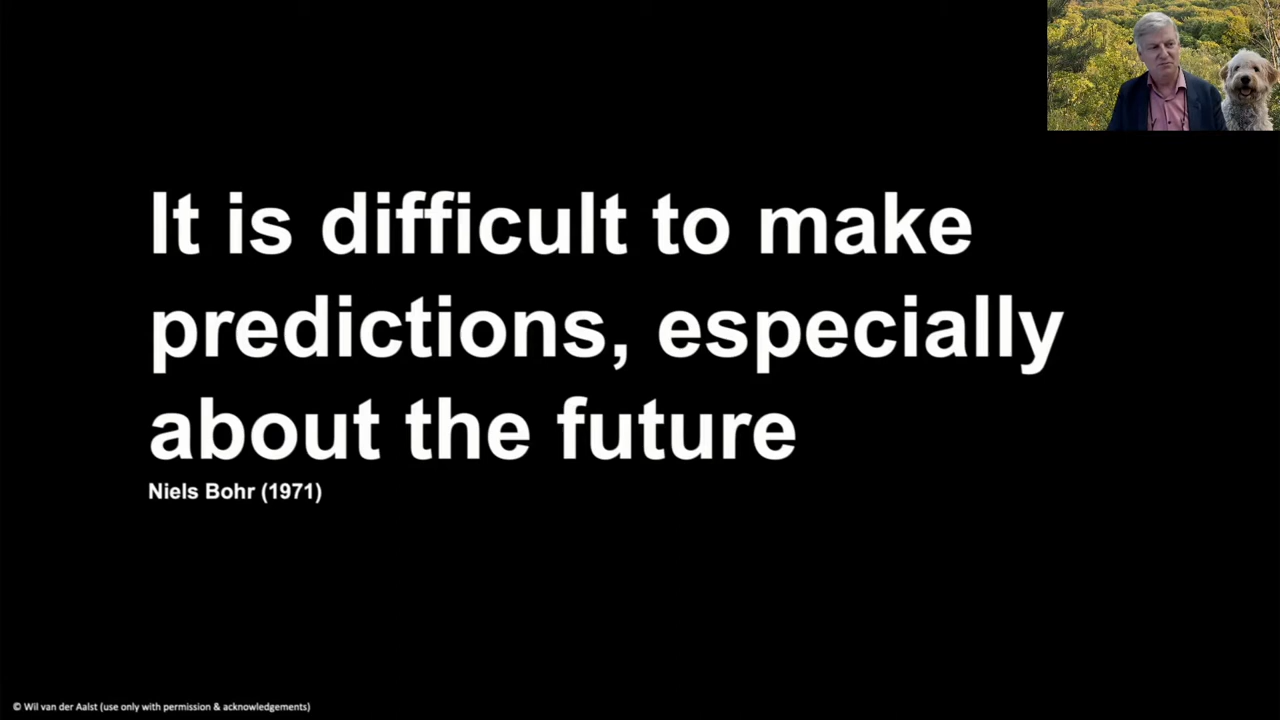 It is difficult to make
predictions, especially
about the future
Niels Bohr (1971)
© Wil van der Aalst (use only with permission & acknowledgements)